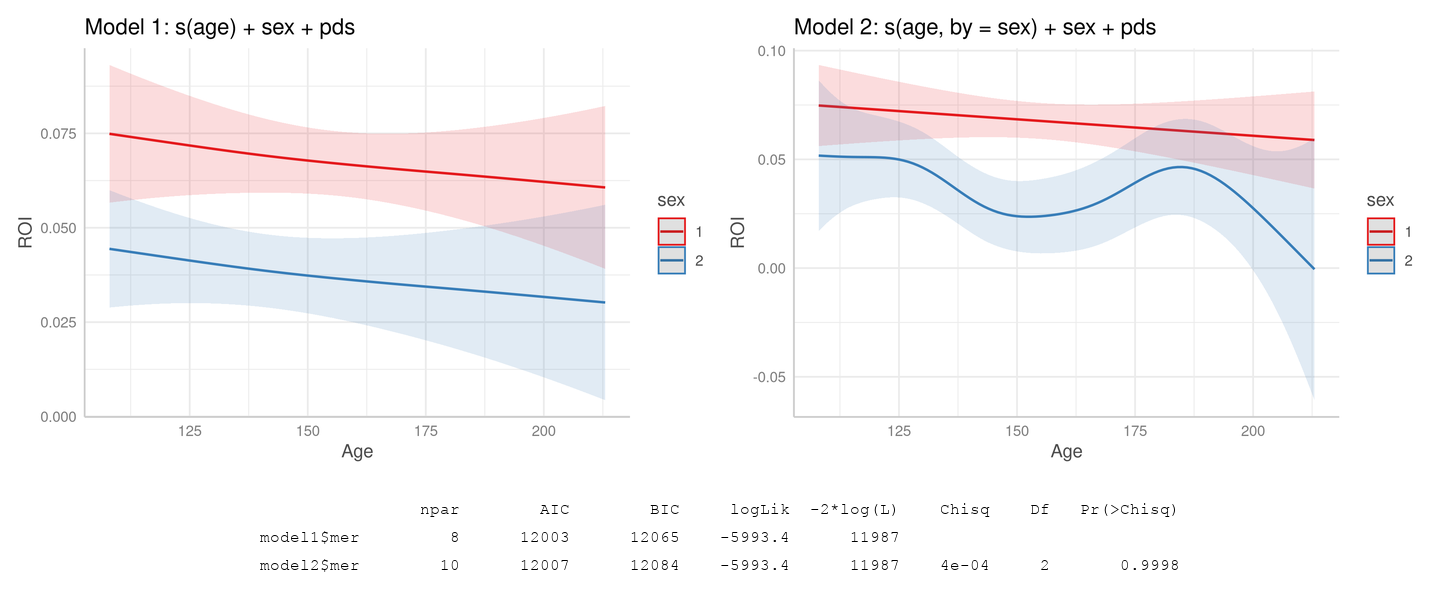 Model 1: s(age) + sex + pds
0.075
0.050
0.025
0.000
ROI
125 150 175 200
Age
sex
1
2
Model 2: s(age, by = sex) + sex + pds
0.10
0.05
0.00
-0.05
ROI
125 150 175 200
Age
sex
1
2
npar AIC BIC logLik -2*log(L) Chisq Df Pr(>Chisq)
model1$mer 8 12003 12065 -5993.4 11987
model2$mer 10 12007 12084 -5993.4 11987 4e-04 2 0.9998